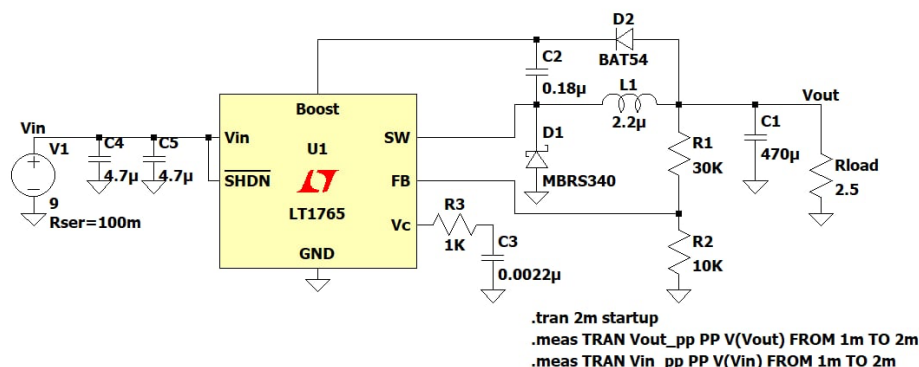 D2
BAT54
C2
0.18µ
L1
2.2µ
Vout
Boost
Vin
V1
9
Rser=100m
C4
4.7µ
C5
4.7µ
Vin
SHDN
U1
LT1765
GND
SW
FB
Vc
D1
MBRS340
R1
30K
C1
470µ
Rload
2.5
R3
1K
C3
0.0022µ
R2
10K
.tran 2m startup
.meas TRAN Vout_pp PP V(Vout) FROM 1m TO 2m
.meas TRAN Vin_pp PP V(Vin) FROM 1m TO 2m